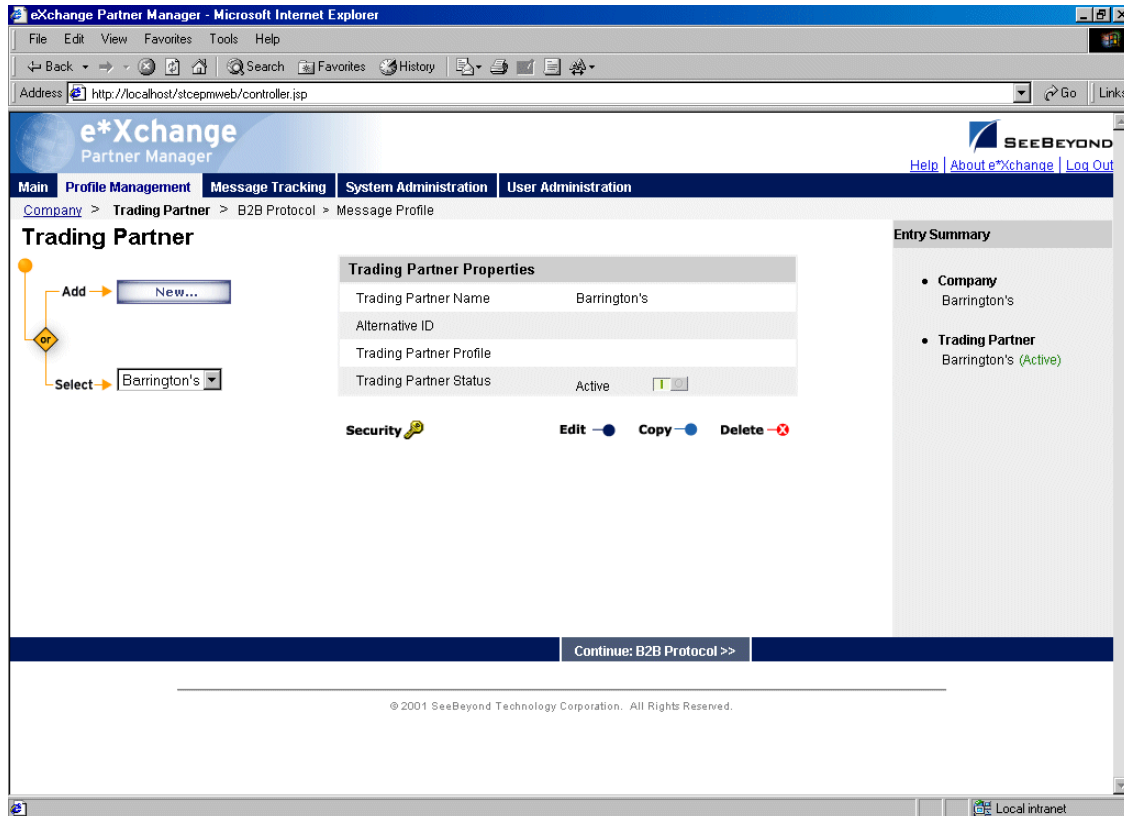 eXchange Partner Manager - Microsoft Internet Explorer
File Edit View Favorites Tools Help
Back Search Favorites History
Address http://localhost/stcepmweb/controller.jsp Go Links
e*Xchange
Partner Manager
SEEBEYOND
Help | About e*Xchange | Log Out
Main Profile Management Message Tracking System Administration User Administration
Company > Trading Partner > B2B Protocol > Message Profile
Trading Partner
Add New...
or
Select Barrington's
Trading Partner Properties
Trading Partner Name Barrington's
Alternative ID
Trading Partner Profile
Trading Partner Status Active
Security Edit Copy Delete
Entry Summary
• Company
Barrington's
• Trading Partner
Barrington's (Active)
Continue: B2B Protocol >>
© 2001 SeeBeyond Technology Corporation. All Rights Reserved.
Local intranet